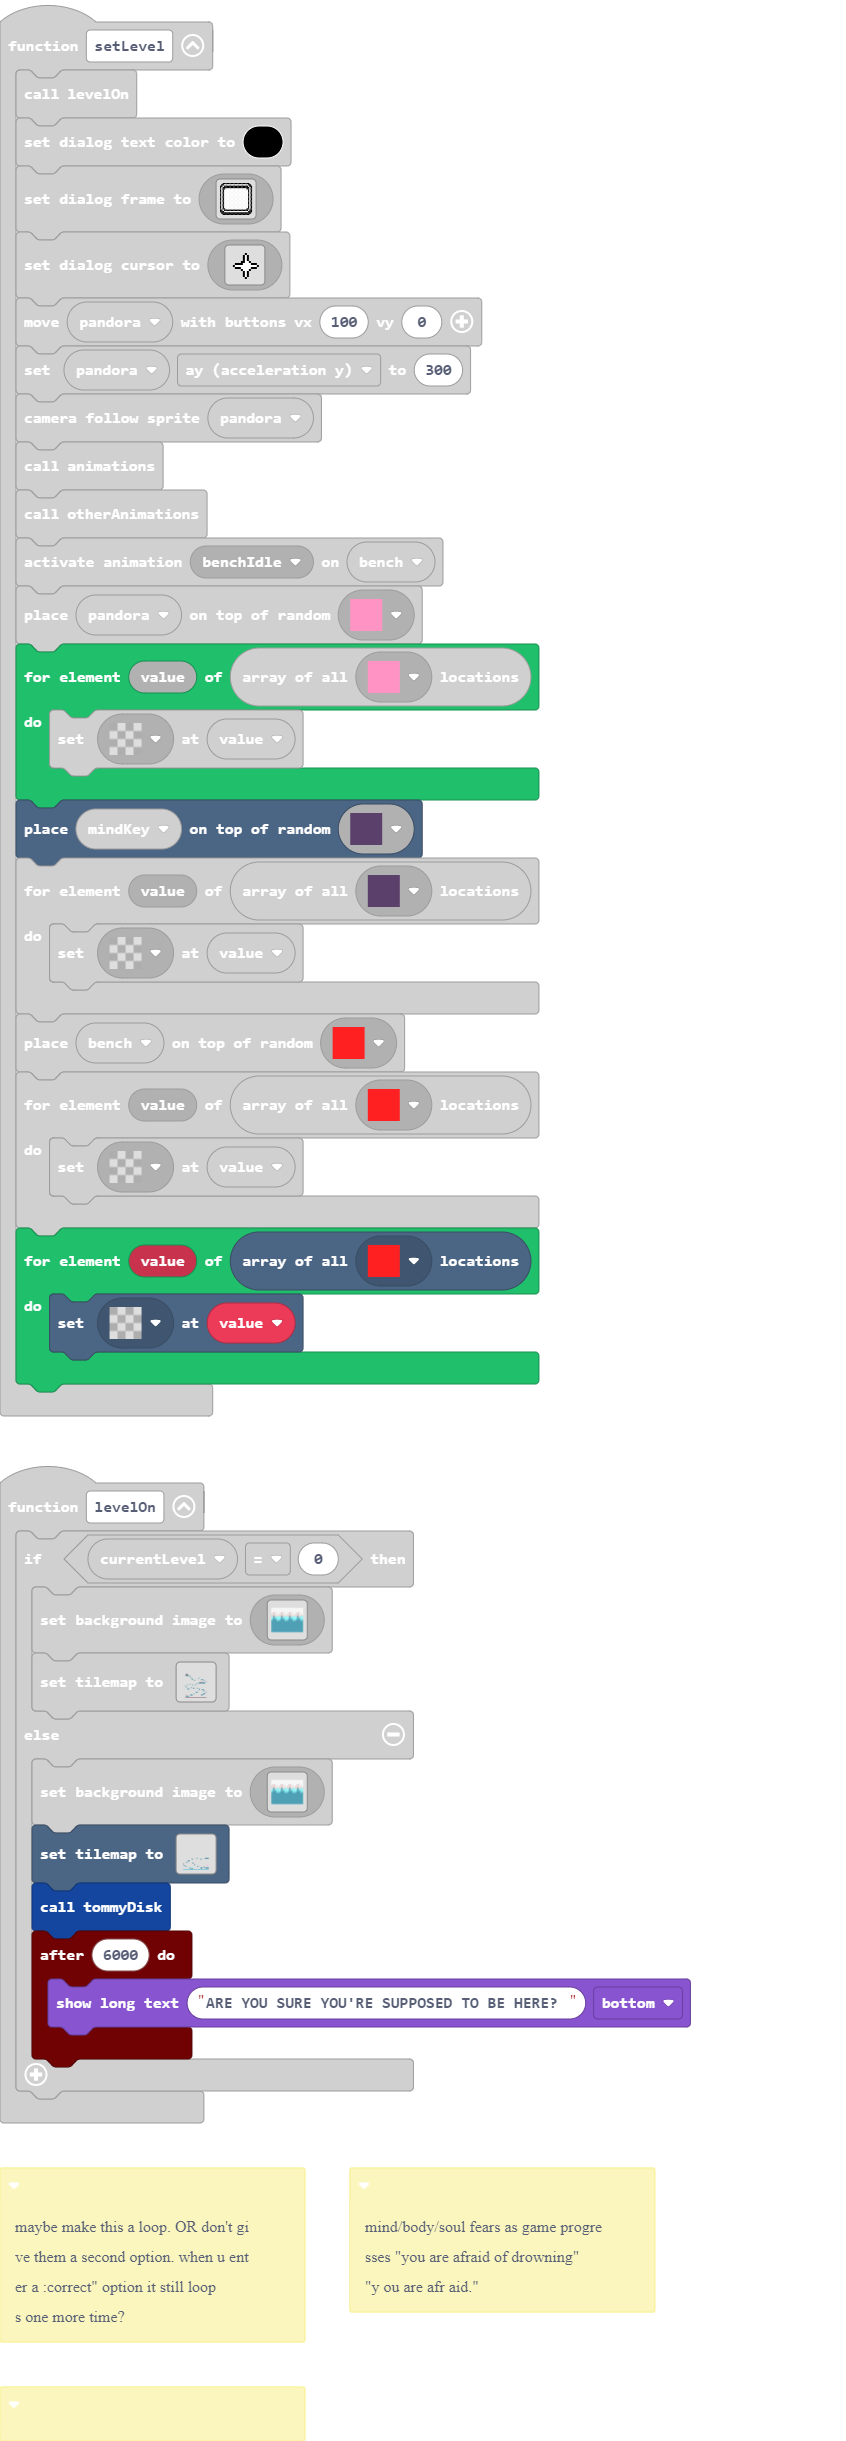 function setLevel
call levelOn
set dialog text color to
set dialog frame to
set dialog cursor to
move pandora with buttons vx 100 vy 0
set pandora ay (acceleration y) to 300
camera follow sprite pandora
call animations
call otherAnimations
activate animation benchIdle on bench
place pandora on top of random
for element value of array of all locations
do
set at value
place mindKey on top of random
for element value of array of all locations
do
set at value
place bench on top of random
for element value of array of all locations
do
set at value
for element value of array of all locations
do
set at value
function levelOn
if currentLevel = 0 then
set background image to
set tilemap to
else
set background image to
set tilemap to
call tommyDisk
after 6000 do
show long text "ARE YOU SURE YOU'RE SUPPOSED TO BE HERE? " bottom
maybe make this a loop. OR don't gi
ve them a second option. when u ent
er a :correct" option it still loop
s one more time?
mind/body/soul fears as game progre
sses "you are afraid of drowning"
"y ou are afr aid."